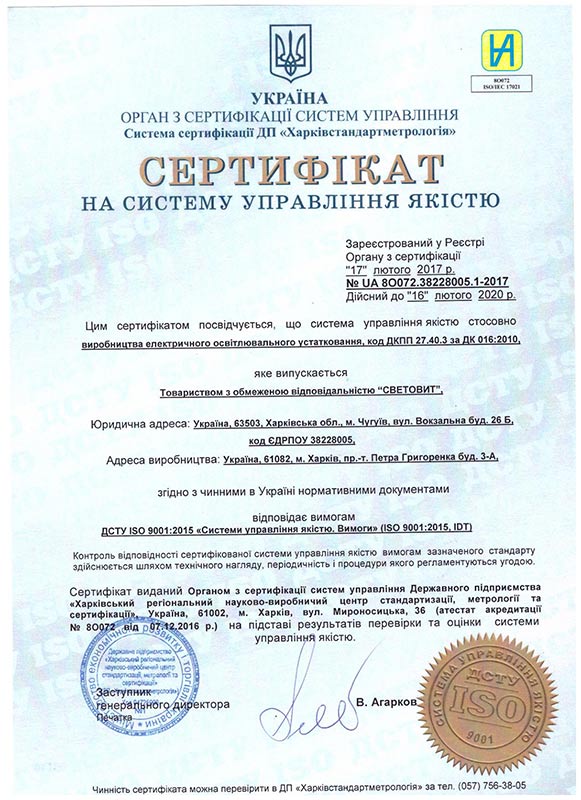 8О072
ISO/IEC 17021
УКРАЇНА
ОРГАН З СЕРТИФІКАЦІЇ СИСТЕМ УПРАВЛІННЯ
Система сертифікації ДП «Харківстандартметрологія»
СЕРТИФІКАТ
НА СИСТЕМУ УПРАВЛІННЯ ЯКІСТЮ
Зареєстрований у Реєстрі
Органу з сертифікації
"17" лютого 2017 р.
№ UA 8О072.38228005.1-2017
Дійсний до "16" лютого 2020 р.
Цим сертифікатом посвідчується, що система управління якістю стосовно
виробництва електричного освітлювального устатковання, код ДКПП 27.40.3 за ДК 016:2010,
яке випускається
Товариством з обмеженою відповідальністю “СВЕТОВИТ”,
Юридична адреса: Україна, 63503, Харківська обл., м. Чугуїв, вул. Вокзальна буд. 26 Б,
код ЄДРПОУ 38228005,
Адреса виробництва: Україна, 61082, м. Харків, пр.-т. Петра Григоренка буд. 3-А,
згідно з чинними в Україні нормативними документами
відповідає вимогам
ДСТУ ISO 9001:2015 «Системи управління якістю. Вимоги» (ISO 9001:2015, IDT)
Контроль відповідності сертифікованої системи управління якістю вимогам зазначеного стандарту
здійснюється шляхом технічного нагляду, періодичність і процедури якого регламентуються угодою.
Сертифікат виданий Органом з сертифікації систем управління Державного підприємства
«Харківський регіональний науково-виробничий центр стандартизації, метрології та
сертифікації», Україна, 61002, м. Харків, вул. Мироносицька, 36 (атестат акредитації
№ 8О072 від 07.12.2016 р.) на підставі результатів перевірки та оцінки системи
управління якістю.
Державне підприємство
«Харківський регіональний
науково-виробничий центр
стандартизації, метрології та
сертифікації»
Заступник
генерального директора
Печатка
В. Агарков
СИСТЕМА УПРАВЛІННЯ ЯКІСТЮ
ДСТУ
ISO
9001
Чинність сертифіката можна перевірити в ДП «Харківстандартметрологія» за тел. (057) 756-38-05